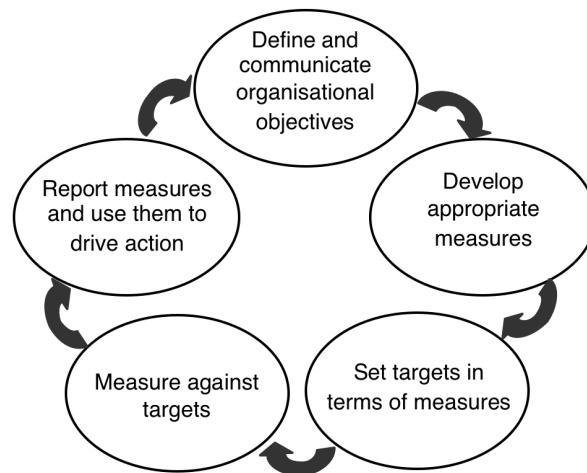 Define and
communicate
organisational
objectives
Develop
appropriate
measures
Set targets in
terms of measures
Measure against
targets
Report measures
and use them to
drive action